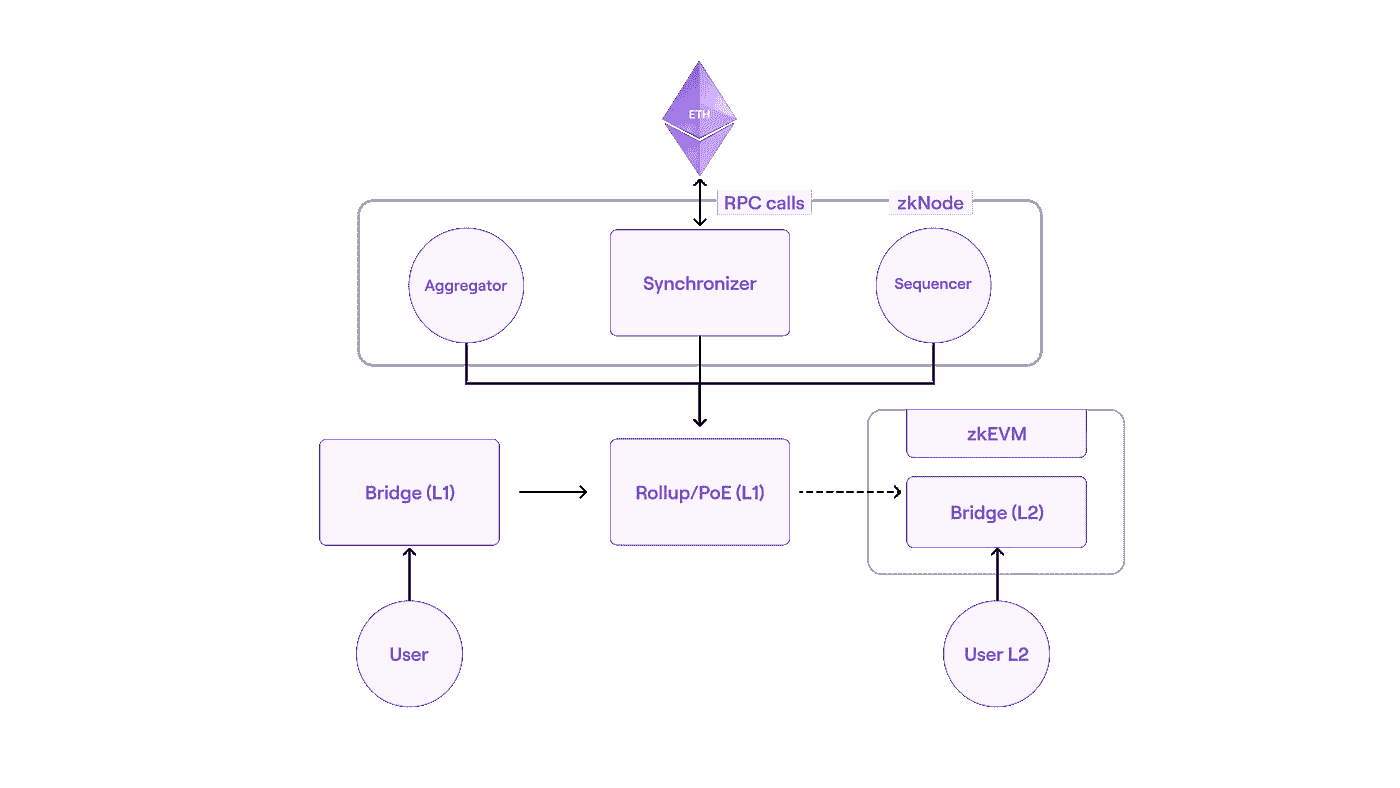 ETH
RPC calls
zkNode
Aggregator
Synchronizer
Sequencer
zkEVM
Bridge (L1)
Rollup/PoE (L1)
Bridge (L2)
User
User L2